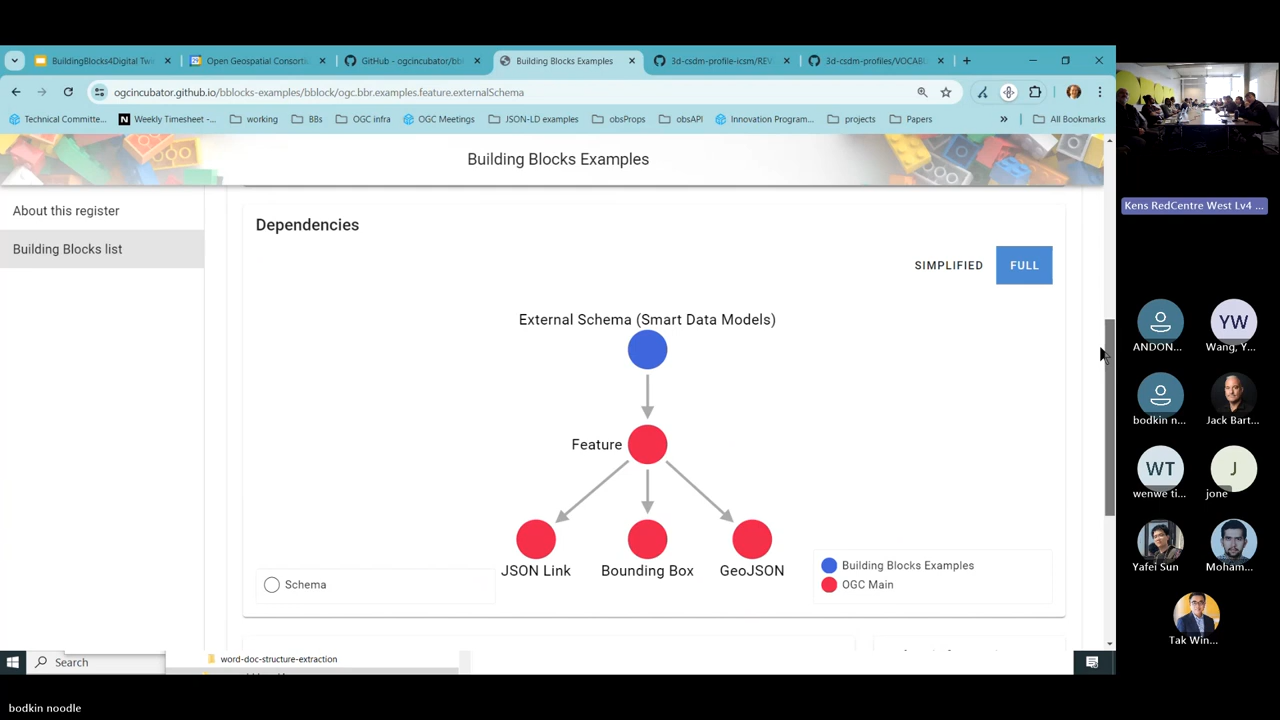 BuildingBlocks4Digital Twi
Open Geospatial Consorti
GitHub - ogcincubator/bb
Building Blocks Examples
3d-csdm-profile-icsm/REV
3d-csdm-profiles/VOCAB
ogcincubator.github.io/bblocks-examples/bblock/ogc.bbr.examples.feature.externalSchema
Technical Committe...
Weekly Timesheet -...
working
BBs
OGC infra
OGC Meetings
JSON-LD examples
obsProps
obsAPI
Innovation Program...
projects
Papers
All Bookmarks
Building Blocks Examples
About this register
Building Blocks list
Dependencies
SIMPLIFIED
FULL
External Schema (Smart Data Models)
Feature
JSON Link
Bounding Box
GeoJSON
Schema
Building Blocks Examples
OGC Main
Search
word-doc-structure-extraction
bodkin noodle
Kens RedCentre West Lv4 ...
ANDON...
YW
Wang, Y...
bodkin n...
Jack Bart...
WT
wenwe ti...
J
jone
Yafei Sun
Moham...
Tak Win...